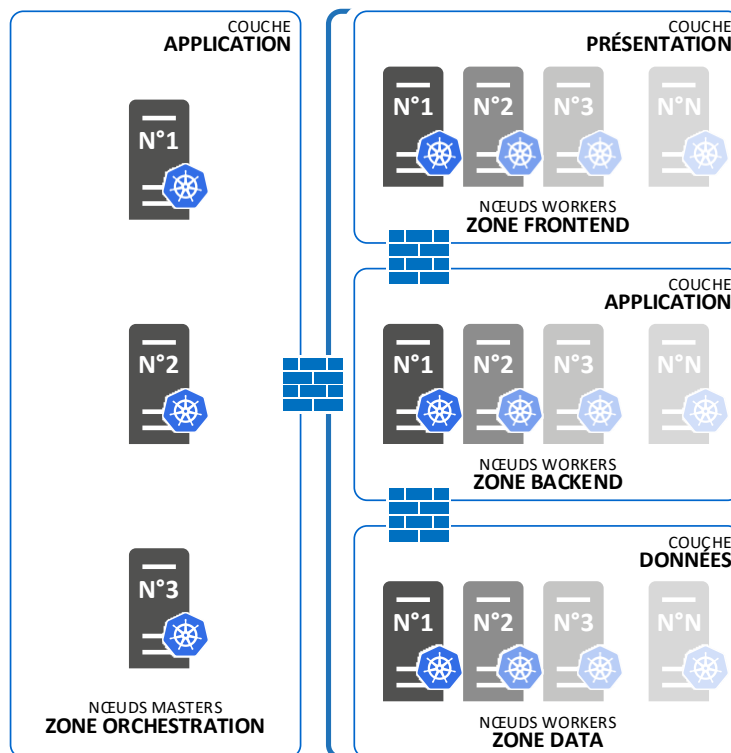 COUCHE
APPLICATION
N°1
N°2
N°3
NŒUDS MASTERS
ZONE ORCHESTRATION
COUCHE
PRÉSENTATION
N°1 N°2 N°3 N°N
NŒUDS WORKERS
ZONE FRONTEND
COUCHE
APPLICATION
N°1 N°2 N°3 N°N
NŒUDS WORKERS
ZONE BACKEND
COUCHE
DONNÉES
N°1 N°2 N°3 N°N
NŒUDS WORKERS
ZONE DATA